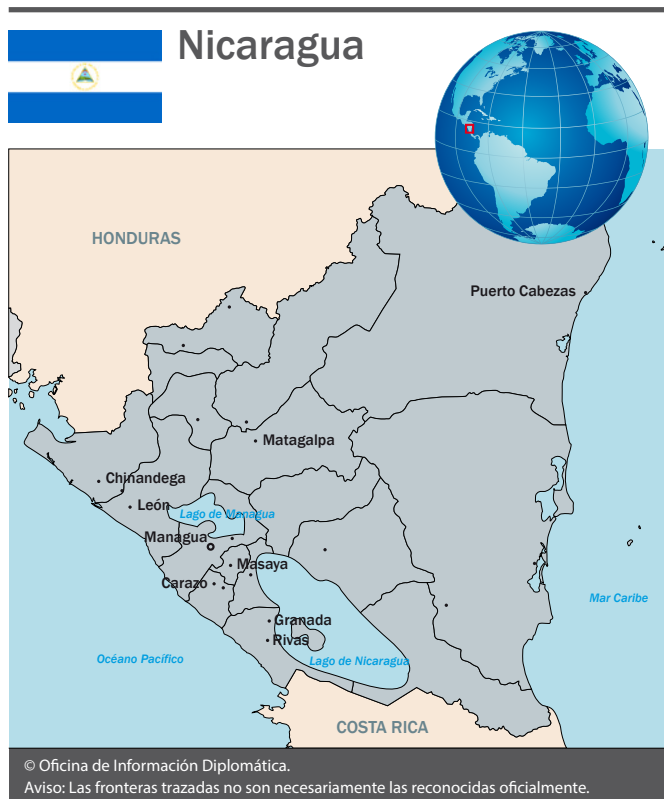 Nicaragua
HONDURAS
Puerto Cabezas
Matagalpa
Chinandega
León
Lago de Managua
Managua
Masaya
Carazo
Mar Caribe
Granada
Rivas
Océano Pacífico
Lago de Nicaragua
COSTA RICA
© Oficina de Información Diplomática.
Aviso: Las fronteras trazadas no son necesariamente las reconocidas oficialmente.